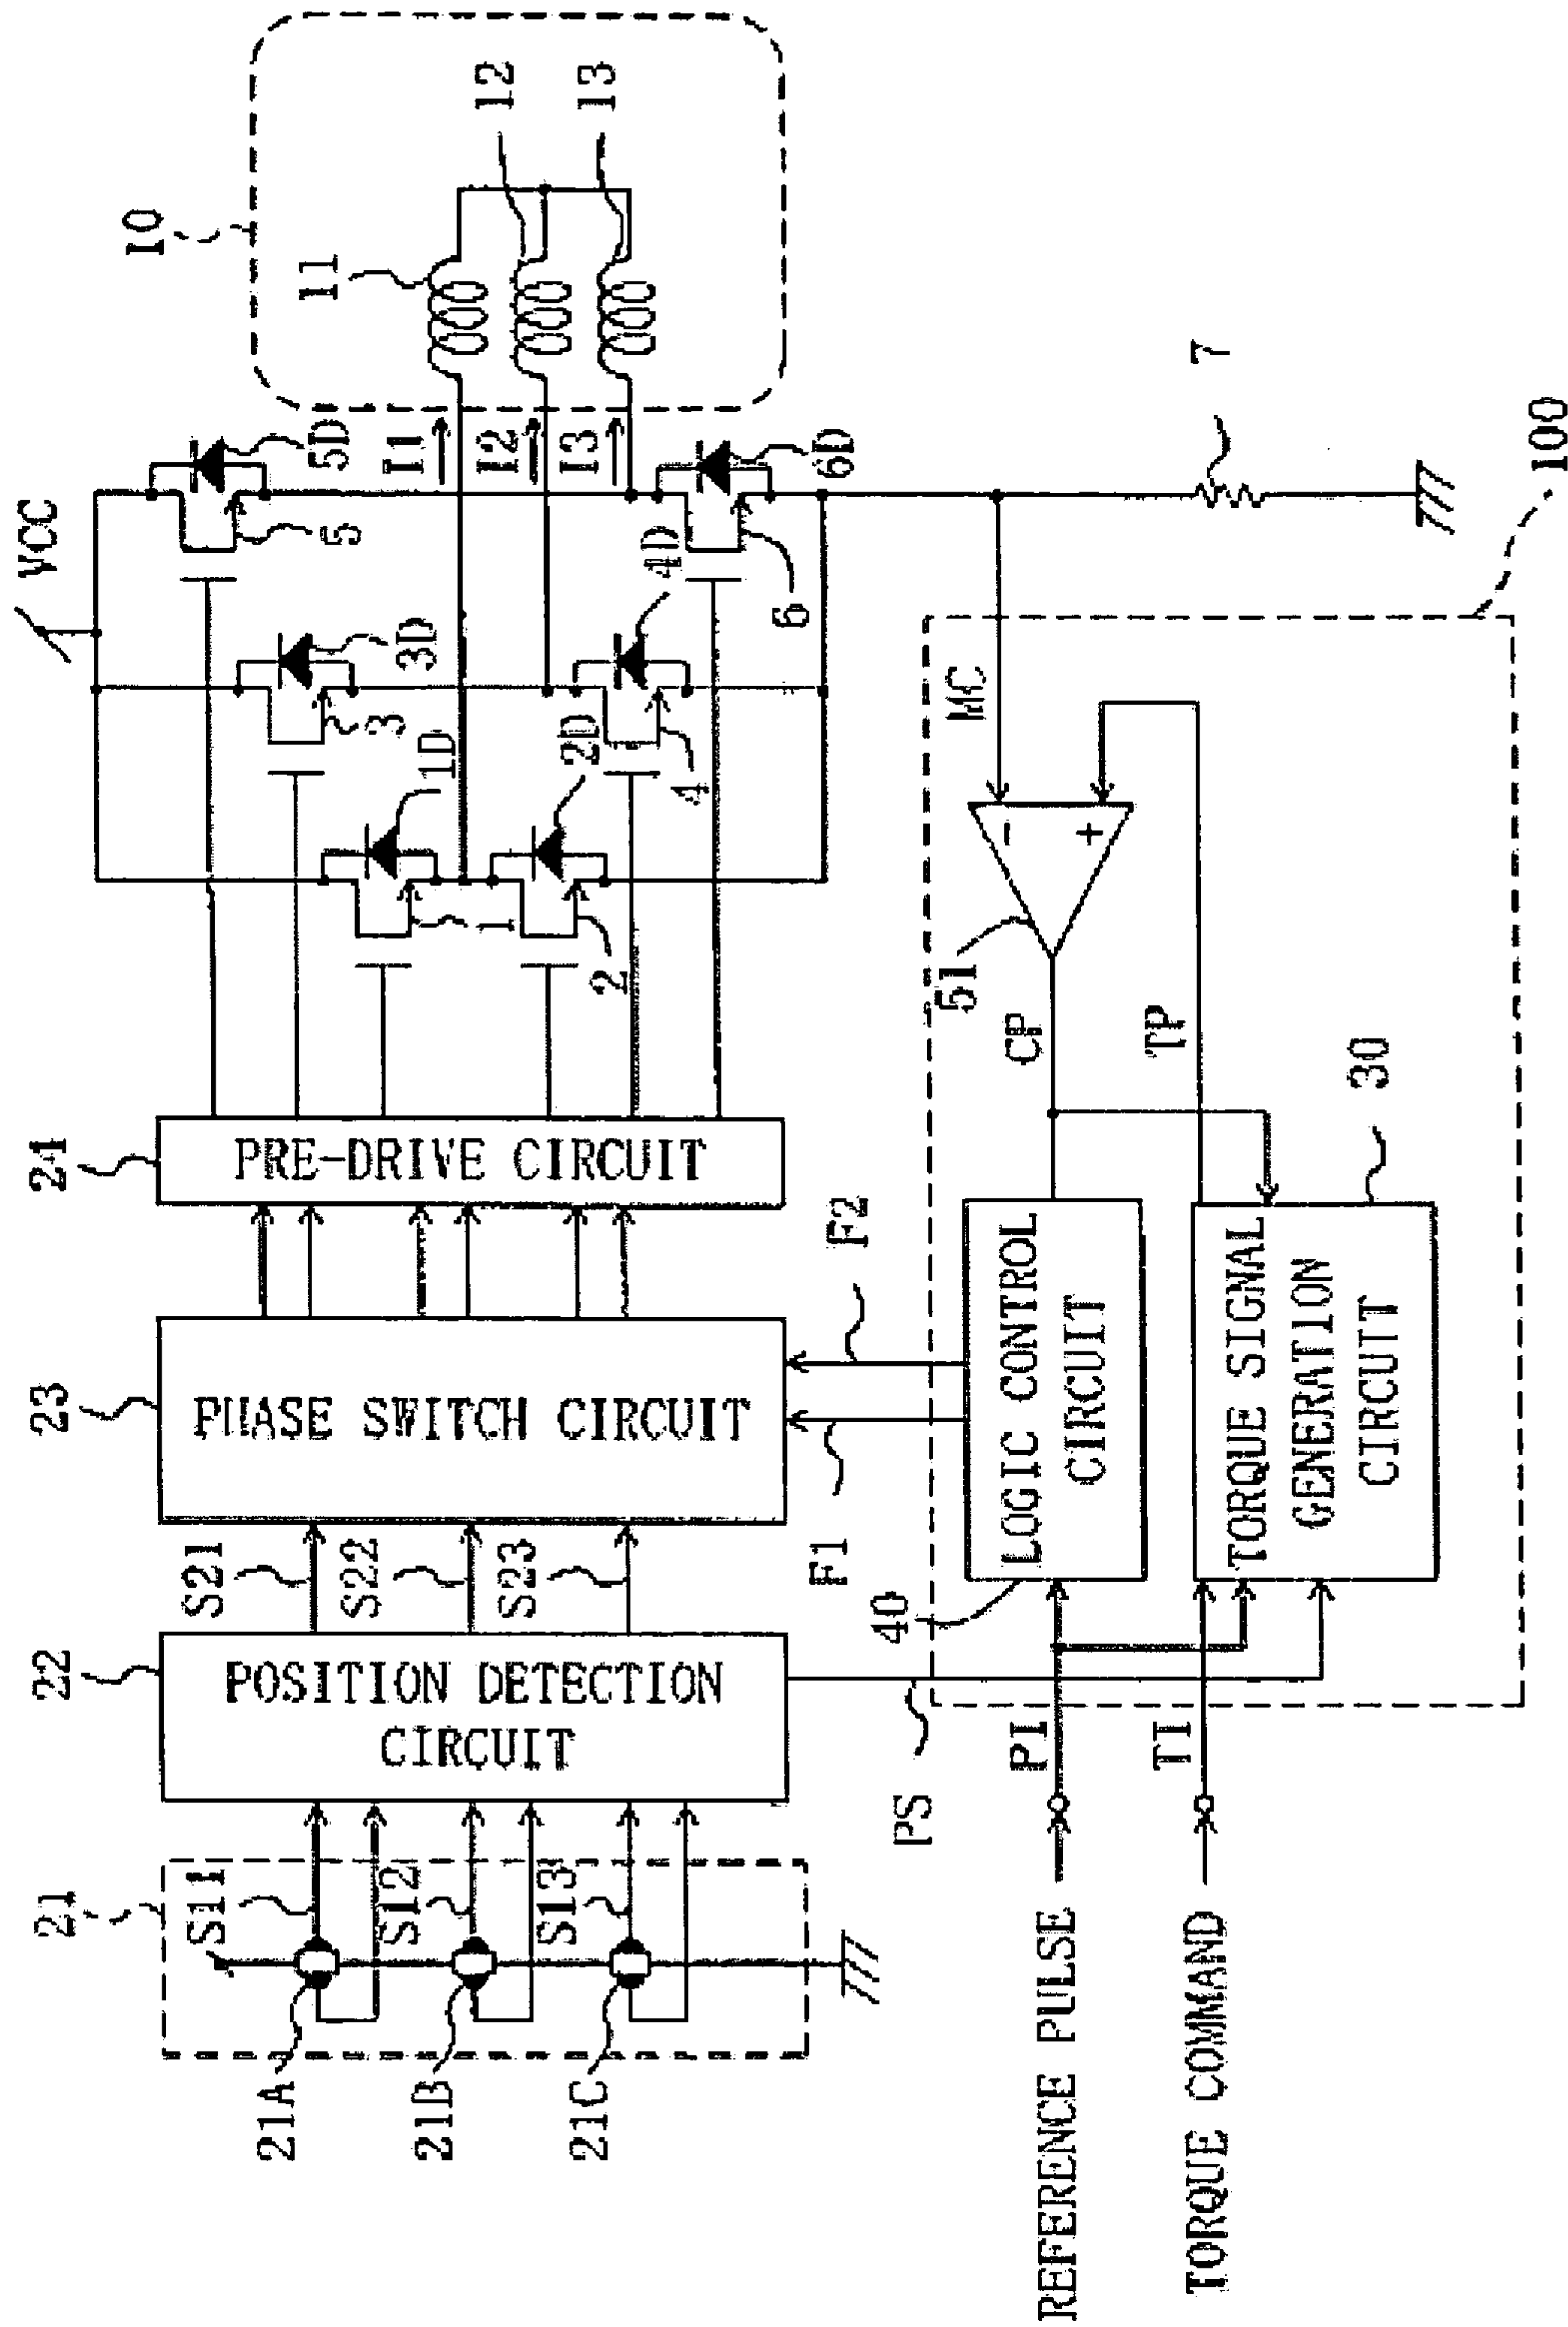 21
22
23
24
VCC
10
S11
S12
S13
21A
21B
21C
POSITION DETECTION
CIRCUIT
S21
S22
S23
PHASE SWITCH CIRCUIT
PRE-DRIVE CIRCUIT
1
1D
2
2D
3
3D
4
4D
5
5D
6
6D
I1
I2
I3
11
12
13
7
PS
F1
F2
MC
100
REFERENCE PULSE
PI
TORQUE COMMAND
TI
40
LOGIC CONTROL
CIRCUIT
TORQUE SIGNAL
GENERATION
CIRCUIT
30
CP
TP
51
-
+